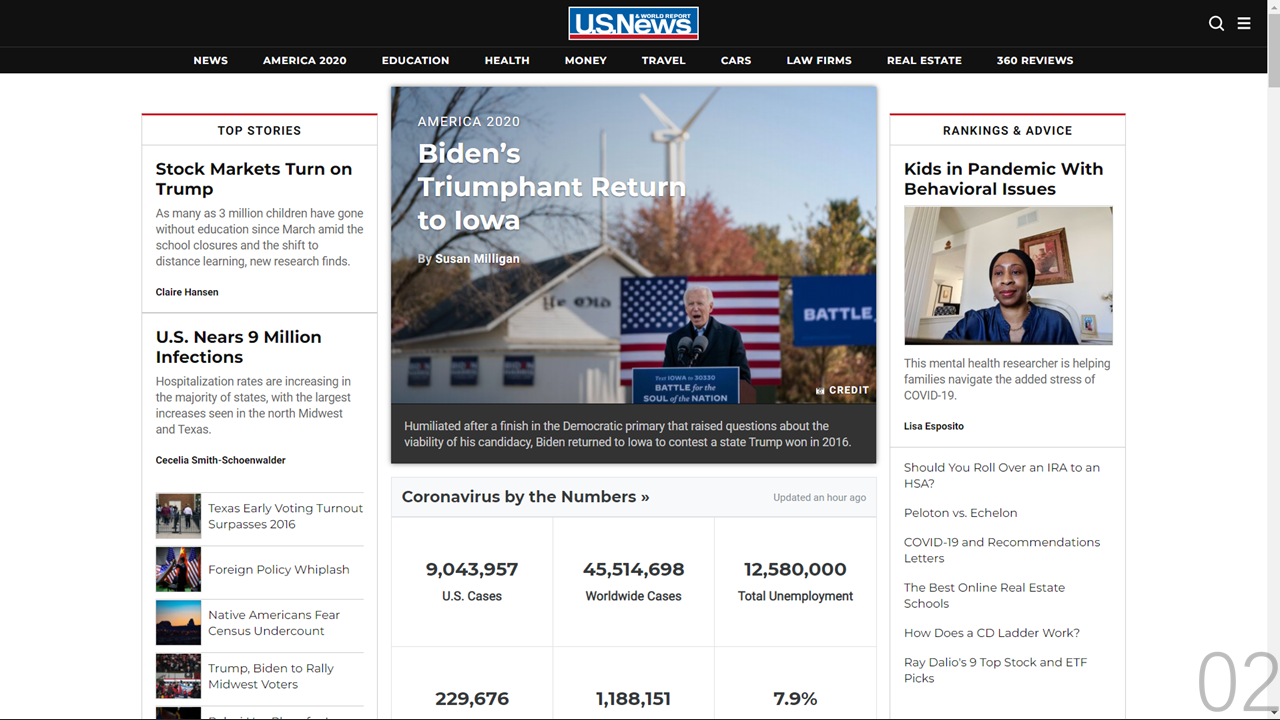 U.S.News
& WORLD REPORT
NEWS
AMERICA 2020
EDUCATION
HEALTH
MONEY
TRAVEL
CARS
LAW FIRMS
REAL ESTATE
360 REVIEWS
TOP STORIES
Stock Markets Turn on
Trump
As many as 3 million children have gone
without education since March amid the
school closures and the shift to
distance learning, new research finds.
Claire Hansen
U.S. Nears 9 Million
Infections
Hospitalization rates are increasing in
the majority of states, with the largest
increases seen in the north Midwest
and Texas.
Cecelia Smith-Schoenwalder
Texas Early Voting Turnout
Surpasses 2016
Foreign Policy Whiplash
Native Americans Fear
Census Undercount
Trump, Biden to Rally
Midwest Voters
AMERICA 2020
Biden’s
Triumphant Return
to Iowa
By Susan Milligan
Ye Old
BATTLE
Text IOWA to 30330
BATTLE for the
SOUL of the NATION
CREDIT
Humiliated after a finish in the Democratic primary that raised questions about the
viability of his candidacy, Biden returned to Iowa to contest a state Trump won in 2016.
Coronavirus by the Numbers »
Updated an hour ago
9,043,957
U.S. Cases
45,514,698
Worldwide Cases
12,580,000
Total Unemployment
229,676
1,188,151
7.9%
RANKINGS & ADVICE
Kids in Pandemic With
Behavioral Issues
This mental health researcher is helping
families navigate the added stress of
COVID-19.
Lisa Esposito
Should You Roll Over an IRA to an
HSA?
Peloton vs. Echelon
COVID-19 and Recommendations
Letters
The Best Online Real Estate
Schools
How Does a CD Ladder Work?
Ray Dalio's 9 Top Stock and ETF
Picks
02